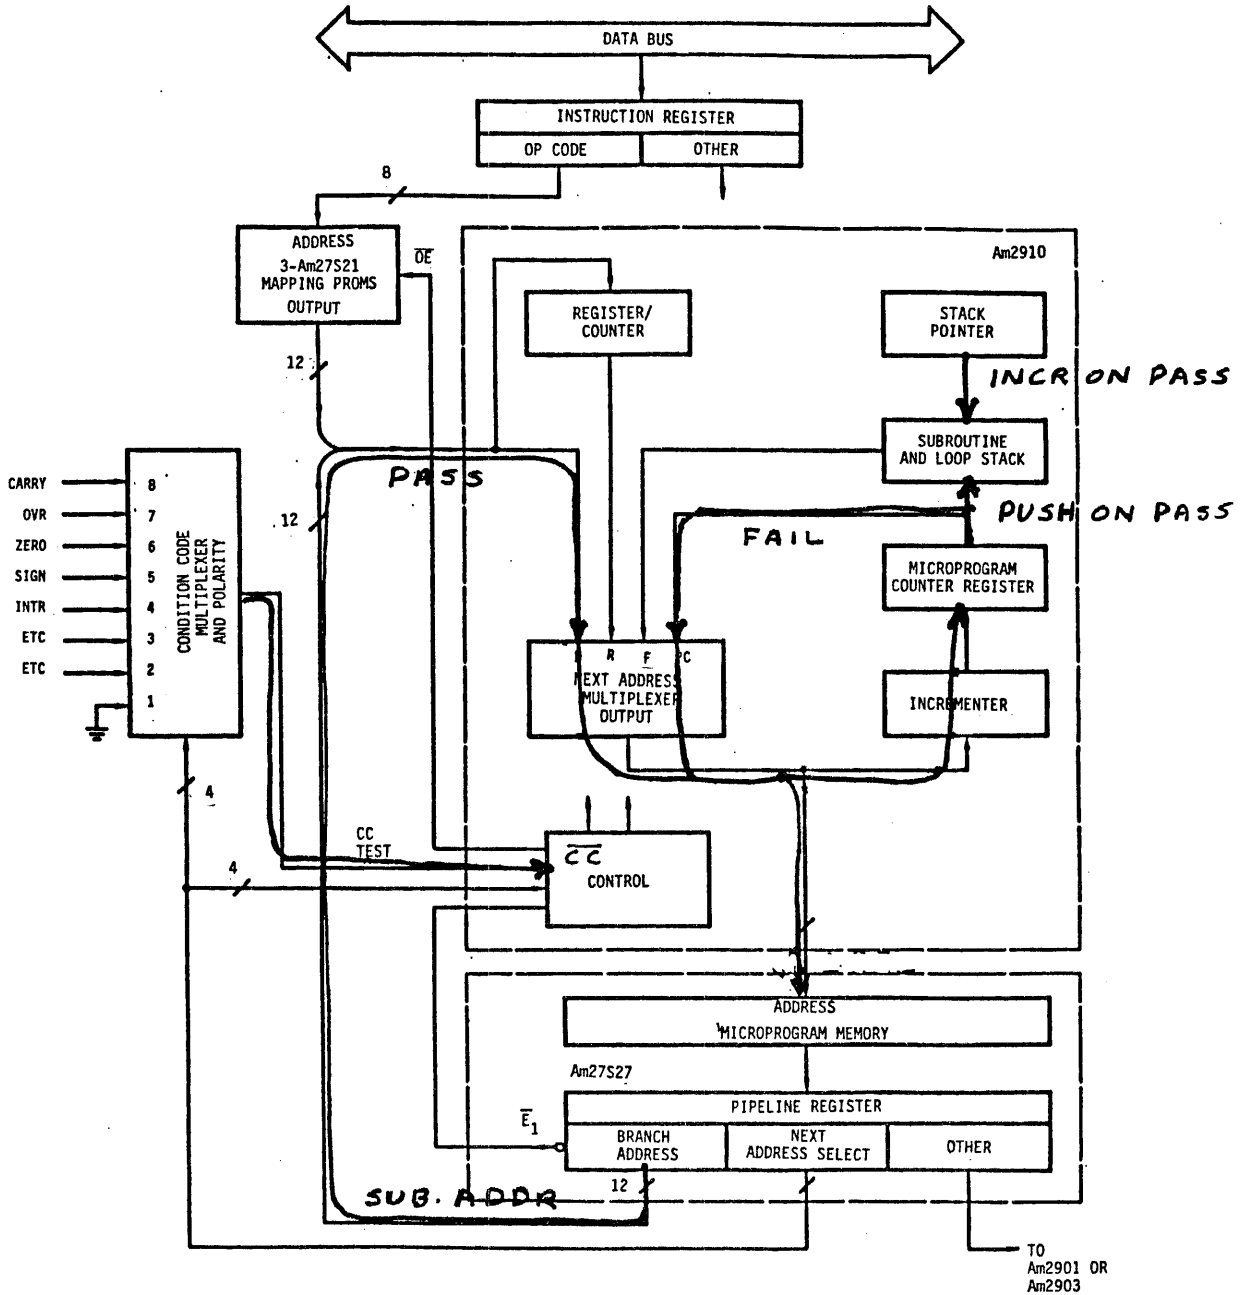 DATA BUS
INSTRUCTION REGISTER
OP CODE
OTHER
8
ADDRESS
3-Am27S21
MAPPING PROMS
OUTPUT
OE
Am2910
REGISTER/
COUNTER
STACK
POINTER
12
INCR ON PASS
SUBROUTINE
AND LOOP STACK
PASS
12
PUSH ON PASS
FAIL
CARRY
OVR
ZERO
SIGN
INTR
ETC
ETC
8
7
6
5
4
3
2
1
CONDITION CODE
MULTIPLEXER
AND POLARITY
MICROPROGRAM
COUNTER REGISTER
R
F
PC
NEXT ADDRESS
MULTIPLEXER
OUTPUT
INCREMENTER
4
CC
TEST
4
CC
CONTROL
ADDRESS
MICROPROGRAM MEMORY
Am27S27
PIPELINE REGISTER
E1
BRANCH
ADDRESS
NEXT
ADDRESS SELECT
OTHER
12
SUB. ADDR
TO
Am2901 OR
Am2903